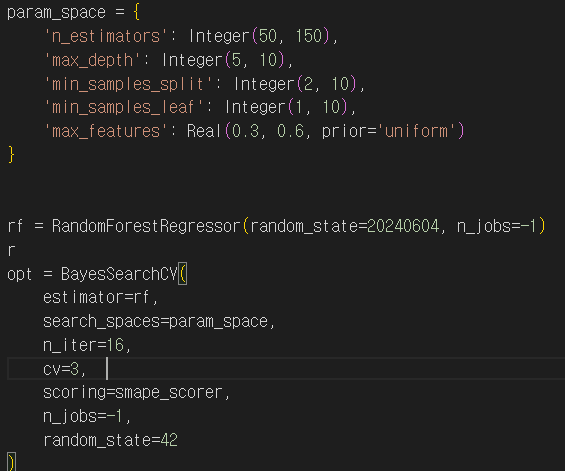 param_space = {
    'n_estimators': Integer(50, 150),
    'max_depth': Integer(5, 10),
    'min_samples_split': Integer(2, 10),
    'min_samples_leaf': Integer(1, 10),
    'max_features': Real(0.3, 0.6, prior='uniform')
}
rf = RandomForestRegressor(random_state=20240604, n_jobs=-1)
r
opt = BayesSearchCV(
    estimator=rf,
    search_spaces=param_space,
    n_iter=16,
    cv=3,
    scoring=smape_scorer,
    n_jobs=-1,
    random_state=42
)